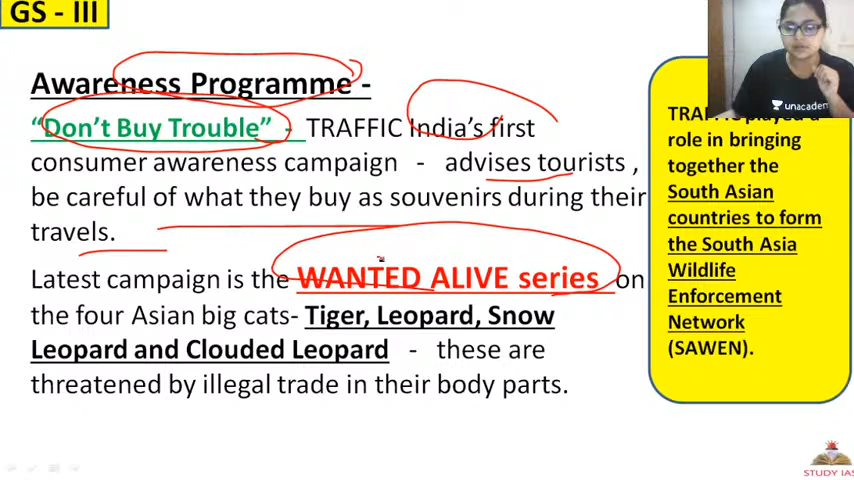 GS - III
Awareness Programme -
“Don’t Buy Trouble” - TRAFFIC India’s first
consumer awareness campaign - advises tourists ,
be careful of what they buy as souvenirs during their
travels.
Latest campaign is the WANTED ALIVE series on
the four Asian big cats- Tiger, Leopard, Snow
Leopard and Clouded Leopard - these are
threatened by illegal trade in their body parts.
unacademy
TRAFFIC played a
role in bringing
together the
South Asian
countries to form
the South Asia
Wildlife
Enforcement
Network
(SAWEN).
STUDY IAS